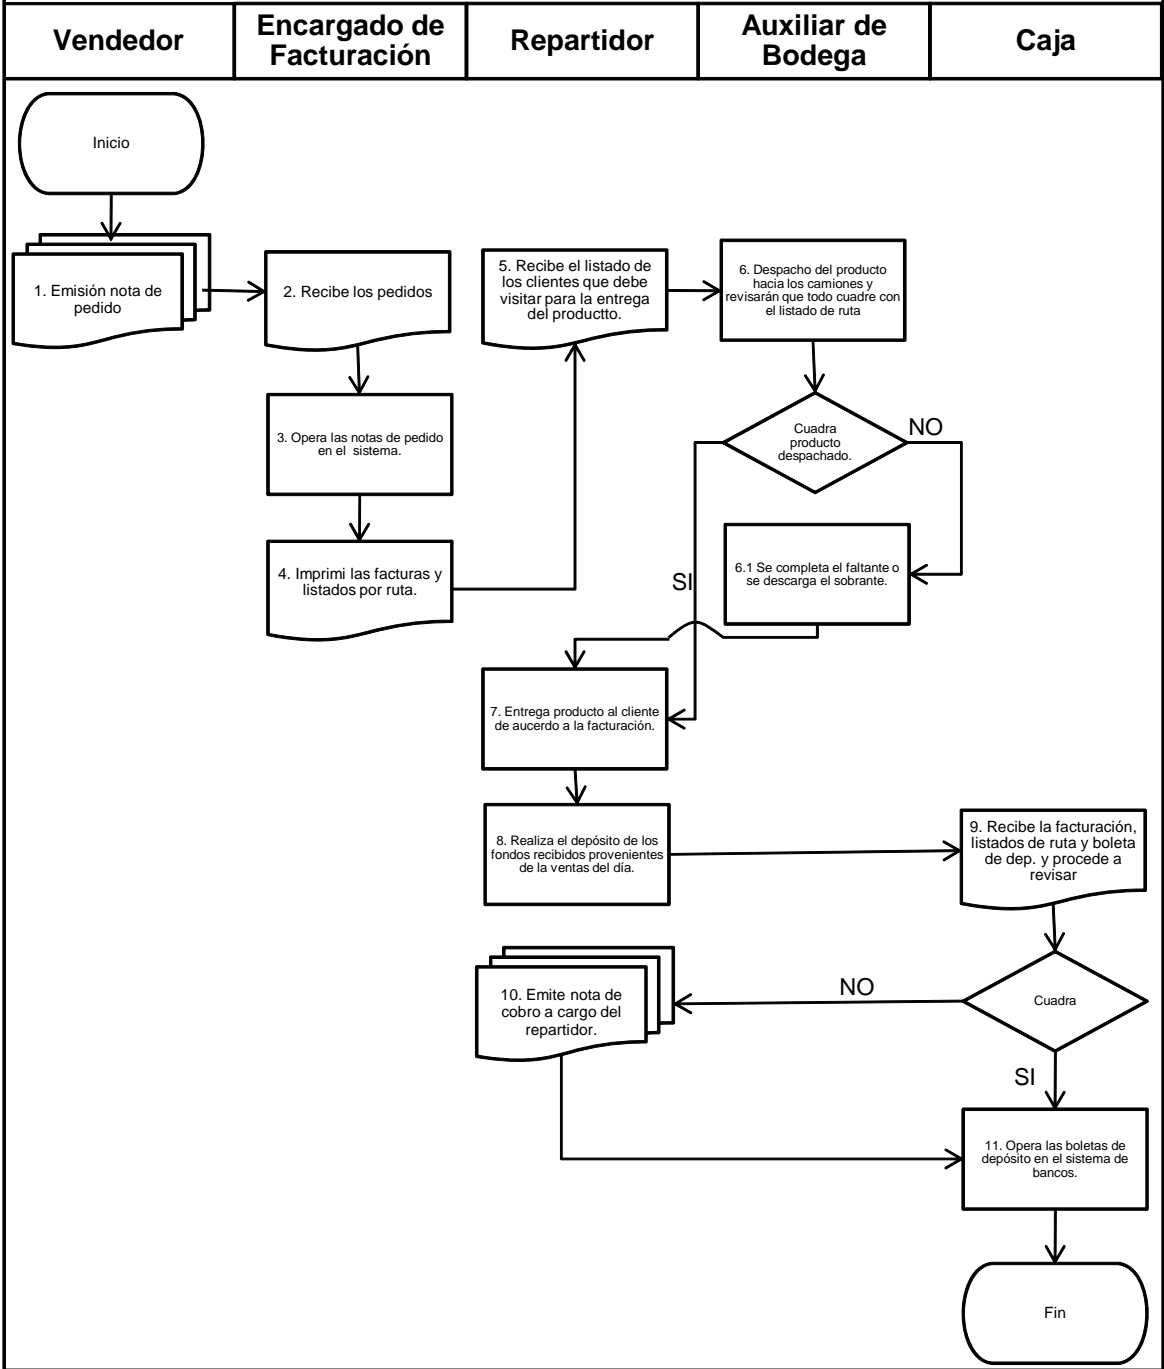 Vendedor
Encargado de
Facturación
Repartidor
Auxiliar de
Bodega
Caja
Inicio
1. Emisión nota de
pedido
2. Recibe los pedidos
3. Opera las notas de pedido
en el sistema.
4. Imprimi las facturas y
listados por ruta.
5. Recibe el listado de
los clientes que debe
visitar para la entrega
del productto.
6. Despacho del producto
hacia los camiones y
revisarán que todo cuadre con
el listado de ruta
Cuadra
producto
despachado.
NO
SI
6.1 Se completa el faltante o
se descarga el sobrante.
7. Entrega producto al cliente
de aucerdo a la facturación.
8. Realiza el depósito de los
fondos recibidos provenientes
de la ventas del día.
9. Recibe la facturación,
listados de ruta y boleta
de dep. y procede a
revisar
Cuadra
NO
10. Emite nota de
cobro a cargo del
repartidor.
SI
11. Opera las boletas de
depósito en el sistema de
bancos.
Fin